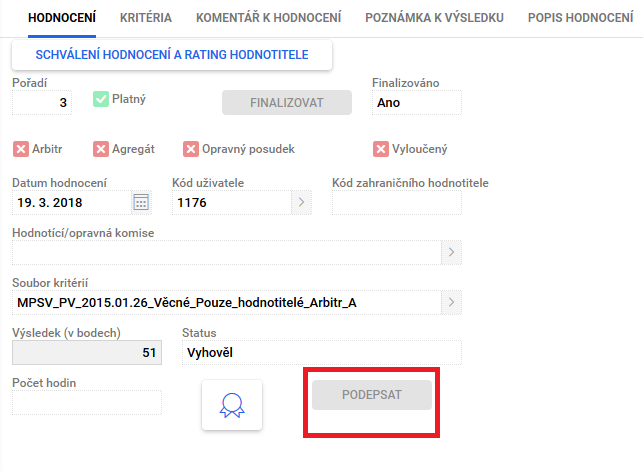 HODNOCENÍ KRITÉRIA KOMENTÁŘ K HODNOCENÍ POZNÁMKA K VÝSLEDKU POPIS HODNOCENÍ
SCHVÁLENÍ HODNOCENÍ A RATING HODNOTITELE
Pořadí Finalizováno
3 Platný FINALIZOVAT Ano
Arbitr Agregát Opravný posudek Vyloučený
Datum hodnocení Kód uživatele Kód zahraničního hodnotitele
19. 3. 2018 1176
Hodnotící/opravná komise
Soubor kritérií
MPSV_PV_2015.01.26_Věcné_Pouze_hodnotitelé_Arbitr_A
Výsledek (v bodech) Status
51 Vyhověl
Počet hodin
PODEPSAT